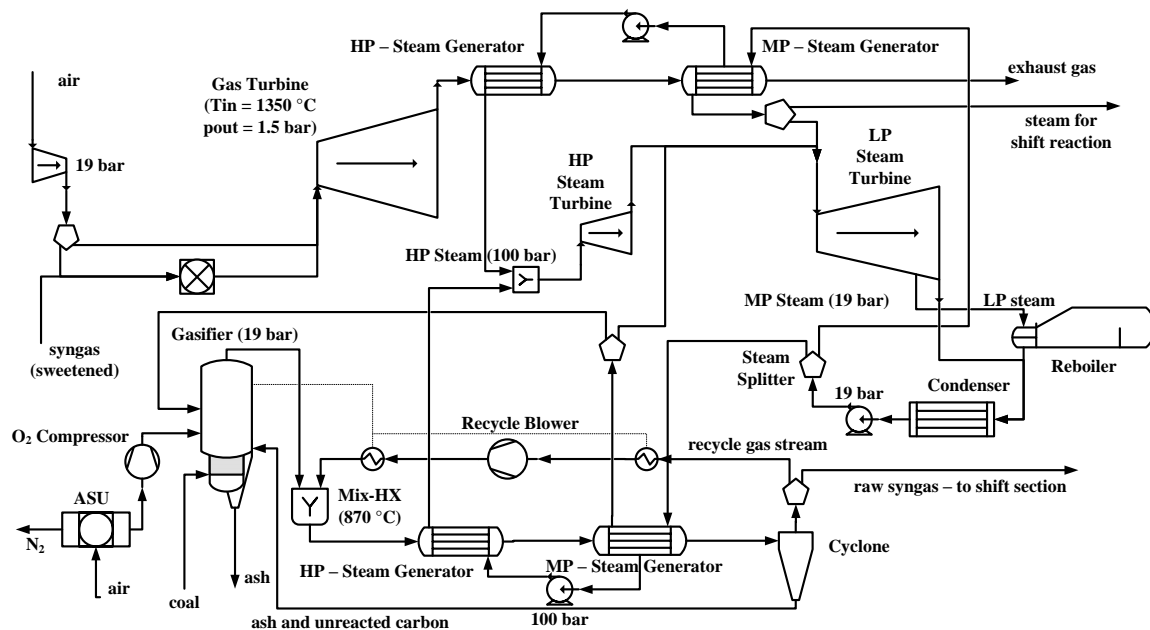 HP – Steam Generator
MP – Steam Generator
air
Gas Turbine
(Tin = 1350 °C
pout = 1.5 bar)
exhaust gas
steam for
shift reaction
19 bar
HP
Steam
Turbine
LP
Steam
Turbine
HP Steam (100 bar)
MP Steam (19 bar)
LP steam
Gasifier (19 bar)
syngas
(sweetened)
Steam
Splitter
Reboiler
Condenser
19 bar
O2 Compressor
Recycle Blower
recycle gas stream
raw syngas – to shift section
ASU
Mix-HX
(870 °C)
N2
Cyclone
HP – Steam Generator
MP – Steam Generator
air
coal
ash
ash and unreacted carbon
100 bar